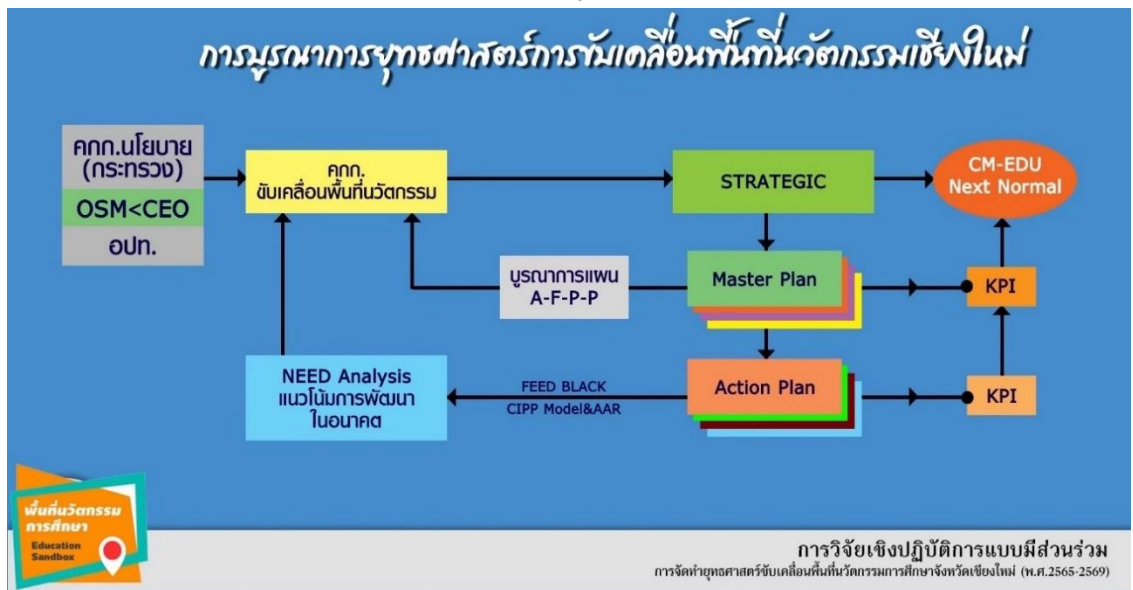 การบูรณาการยุทธศาสตร์การขับเคลื่อนพื้นที่นวัตกรรมเชียงใหม่
คกก.นโยบาย
(กระทรวง)
OSM<CEO
อปท.
คกก.
ขับเคลื่อนพื้นที่นวัตกรรม
STRATEGIC
CM-EDU
Next Normal
บูรณาการแผน
A-F-P-P
Master Plan
KPI
NEED Analysis
แนวโน้มการพัฒนา
ในอนาคต
FEED BLACK
CIPP Model&AAR
Action Plan
KPI
พื้นที่นวัตกรรม
การศึกษา
Education
Sandbox
การวิจัยเชิงปฏิบัติการแบบมีส่วนร่วม
การจัดทำยุทธศาสตร์ขับเคลื่อนพื้นที่นวัตกรรมการศึกษาจังหวัดเชียงใหม่ (พ.ศ.2565-2569)